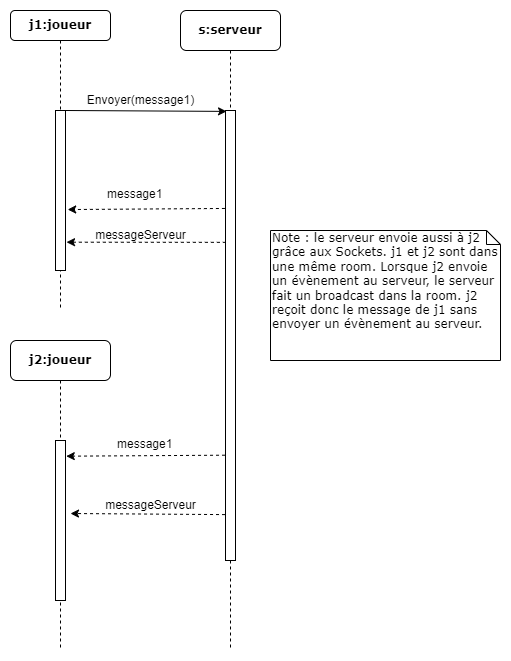 j1:joueur
s:serveur
Envoyer(message1)
message1
messageServeur
Note : le serveur envoie aussi à j2
grâce aux Sockets. j1 et j2 sont dans
une même room. Lorsque j2 envoie
un évènement au serveur, le serveur
fait un broadcast dans la room. j2
reçoit donc le message de j1 sans
envoyer un évènement au serveur.
j2:joueur
message1
messageServeur